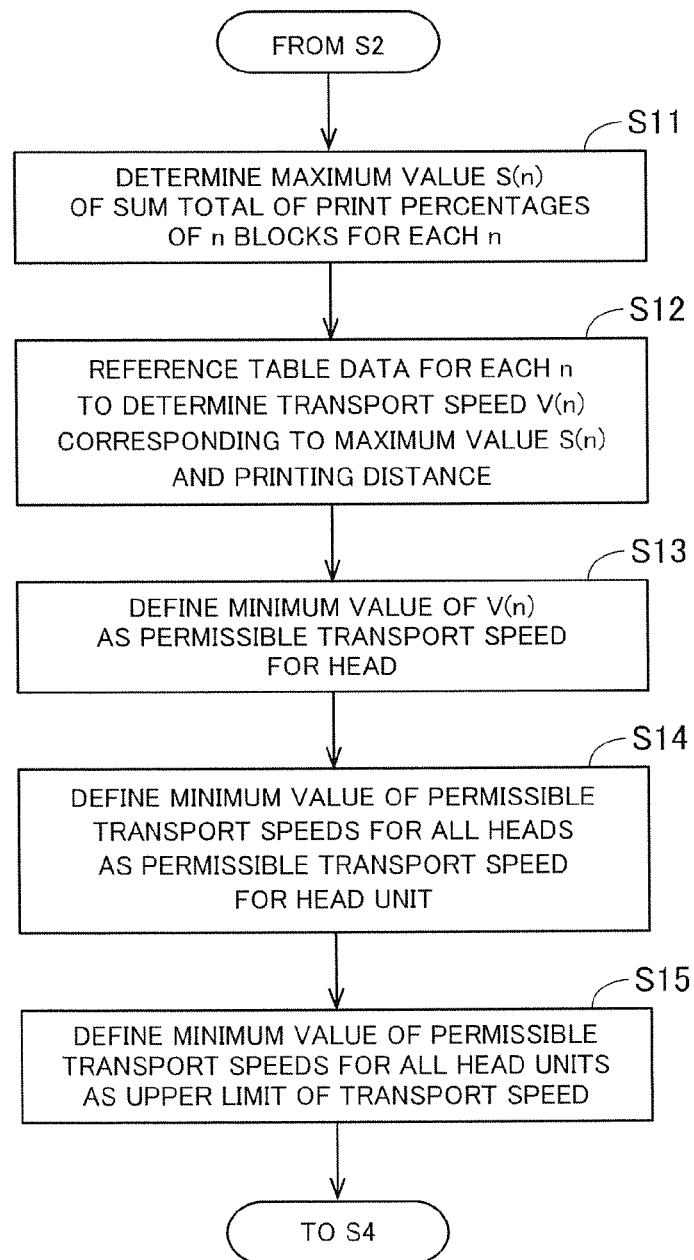 FROM S2
S11
DETERMINE MAXIMUM VALUE S(n)
OF SUM TOTAL OF PRINT PERCENTAGES
OF n BLOCKS FOR EACH n
S12
REFERENCE TABLE DATA FOR EACH n
TO DETERMINE TRANSPORT SPEED V(n)
CORRESPONDING TO MAXIMUM VALUE S(n)
AND PRINTING DISTANCE
S13
DEFINE MINIMUM VALUE OF V(n)
AS PERMISSIBLE TRANSPORT SPEED
FOR HEAD
S14
DEFINE MINIMUM VALUE OF PERMISSIBLE
TRANSPORT SPEEDS FOR ALL HEADS
AS PERMISSIBLE TRANSPORT SPEED
FOR HEAD UNIT
S15
DEFINE MINIMUM VALUE OF PERMISSIBLE
TRANSPORT SPEEDS FOR ALL HEAD UNITS
AS UPPER LIMIT OF TRANSPORT SPEED
TO S4